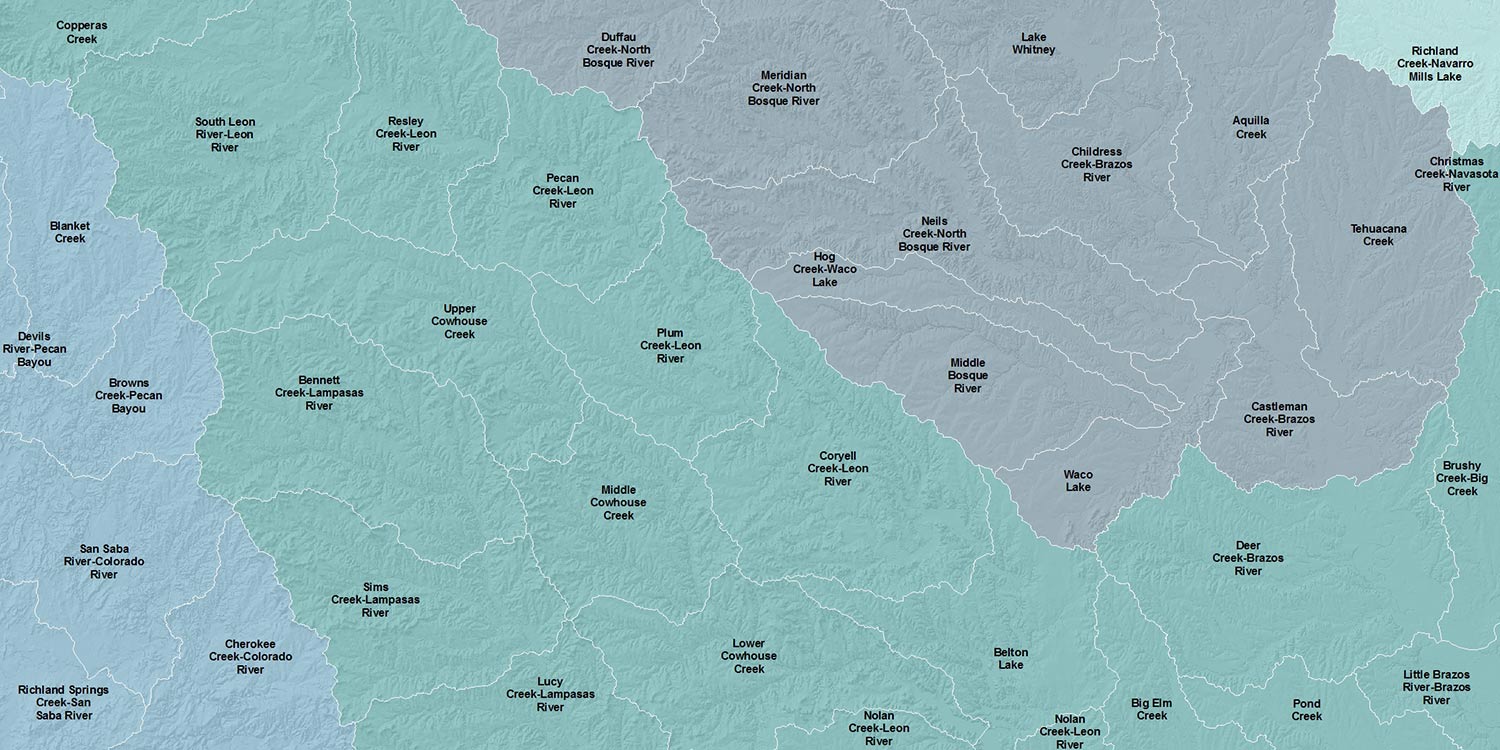 Copperas
Creek
Duffau
Creek-North
Bosque River
Lake
Whitney
Richland
Creek-Navarro
Mills Lake
Meridian
Creek-North
Bosque River
South Leon
River-Leon
River
Resley
Creek-Leon
River
Aquilla
Creek
Childress
Creek-Brazos
River
Christmas
Creek-Navasota
River
Pecan
Creek-Leon
River
Blanket
Creek
Neils
Creek-North
Bosque River
Tehuacana
Creek
Hog
Creek-Waco
Lake
Upper
Cowhouse
Creek
Plum
Creek-Leon
River
Devils
River-Pecan
Bayou
Browns
Creek-Pecan
Bayou
Bennett
Creek-Lampasas
River
Middle
Bosque
River
Castleman
Creek-Brazos
River
Coryell
Creek-Leon
River
Waco
Lake
Brushy
Creek-Big
Creek
Middle
Cowhouse
Creek
San Saba
River-Colorado
River
Deer
Creek-Brazos
River
Sims
Creek-Lampasas
River
Cherokee
Creek-Colorado
River
Lower
Cowhouse
Creek
Belton
Lake
Richland Springs
Creek-San
Saba River
Lucy
Creek-Lampasas
River
Little Brazos
River-Brazos
River
Nolan
Creek-Leon
River
Nolan
Creek-Leon
River
Big Elm
Creek
Pond
Creek